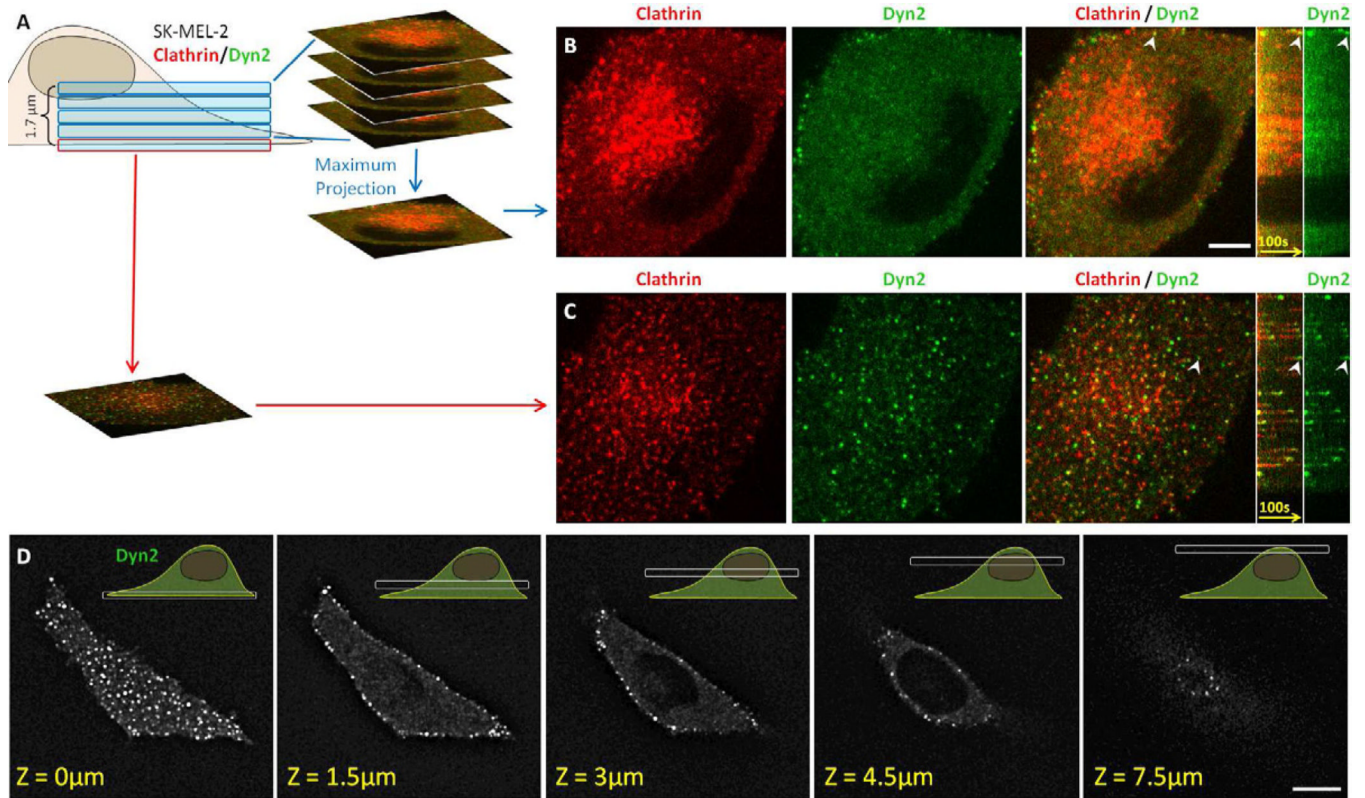 A
SK-MEL-2
Clathrin/Dyn2
1.7 µm
Maximum
Projection
Clathrin
Dyn2
Clathrin / Dyn2
Dyn2
B
100s
Clathrin
Dyn2
Clathrin / Dyn2
Dyn2
C
100s
D
Dyn2
Z = 0µm
Z = 1.5µm
Z = 3µm
Z = 4.5µm
Z = 7.5µm